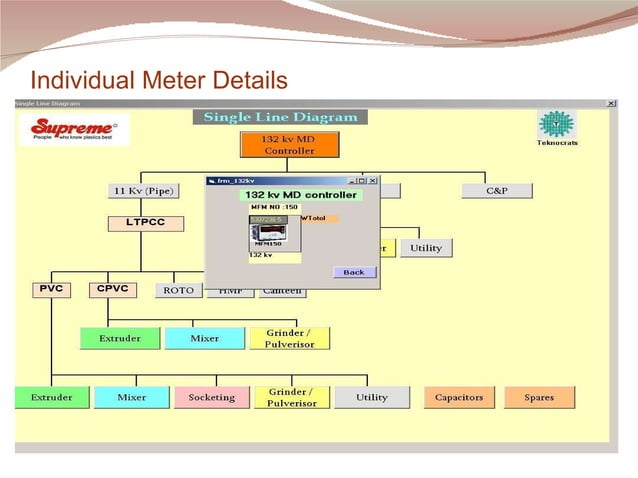 Individual Meter Details
Single Line Diagram
Supreme
People who know plastics best
Single Line Diagram
Teknocrats
132 kv MD
Controller
11 Kv (Pipe)
C&P
frm_132kv
132 kv MD controller
MFM NO :150
WTotol
MFM150
132 kv
Back
LTPCC
Utility
PVC
CPVC
ROTO
HMF
Canteen
Extruder
Mixer
Grinder /
Pulverisor
Extruder
Mixer
Socketing
Grinder /
Pulverisor
Utility
Capacitors
Spares